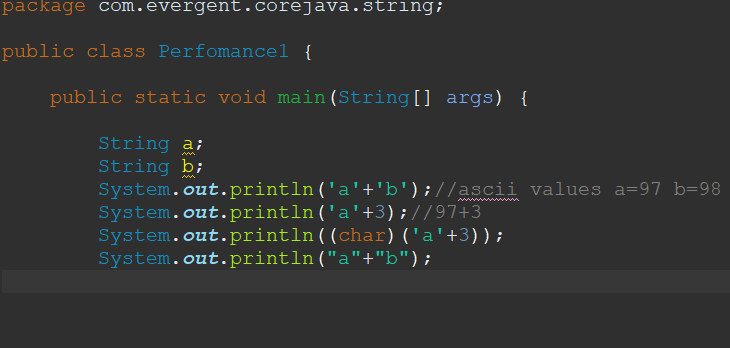 package com.evergent.corejava.string;
public class Perfomance1 {
public static void main(String[] args) {
String a;
String b;
System.out.println('a'+'b');//ascii values a=97 b=98
System.out.println('a'+3);//97+3
System.out.println((char)('a'+3));
System.out.println("a"+"b");